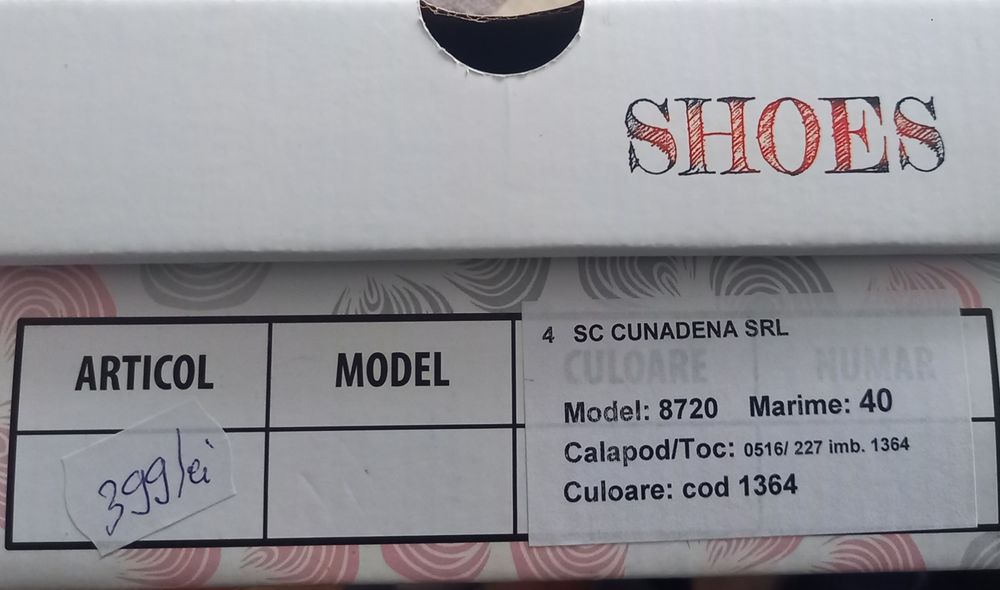 SHOES
ARTICOL
MODEL
CULOARE
NUMAR
399 lei
4 SC CUNADENA SRL
Model: 8720 Marime: 40
Calapod/Toc: 0516/ 227 imb. 1364
Culoare: cod 1364